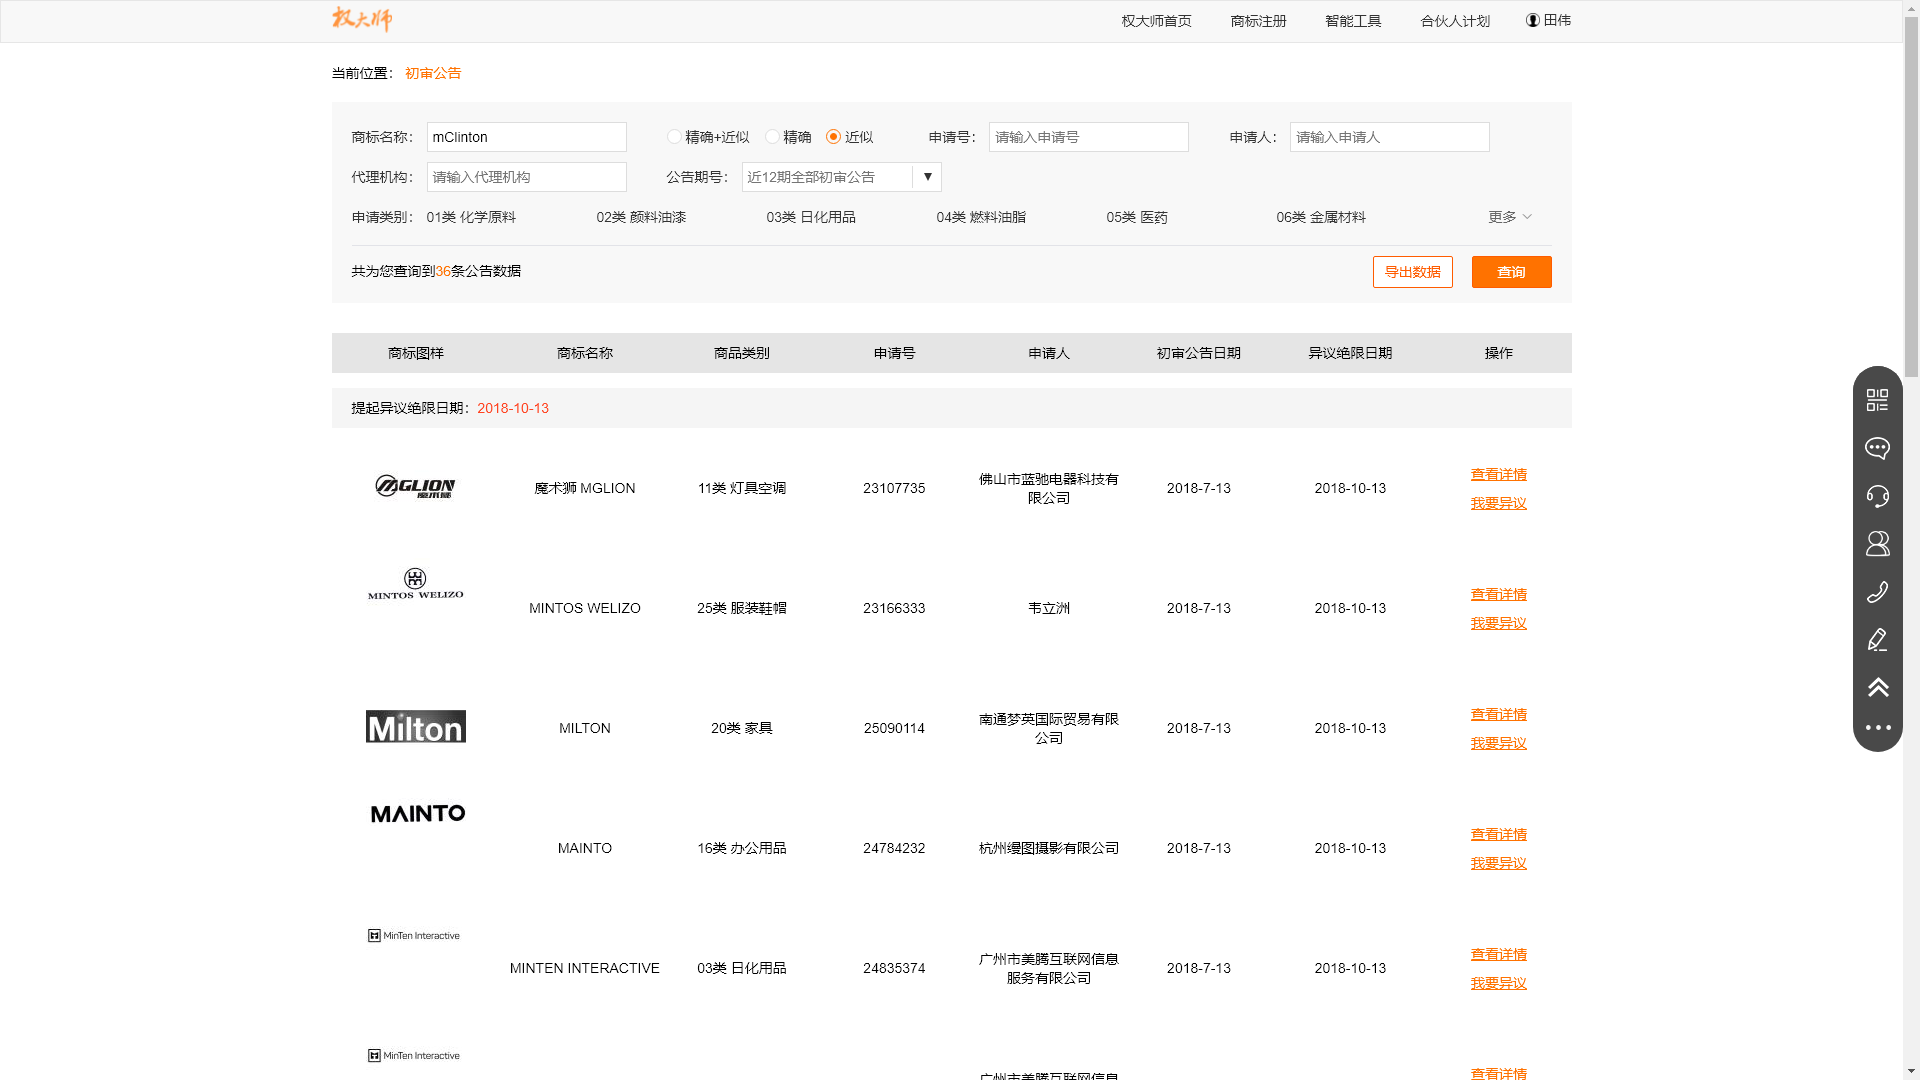 权大师
权大师首页 商标注册 智能工具 合伙人计划 田伟
当前位置： 初审公告
商标名称： mClinton 精确+近似 精确 近似 申请号： 请输入申请号 申请人： 请输入申请人
代理机构： 请输入代理机构 公告期号： 近12期全部初审公告
申请类别： 01类 化学原料 02类 颜料油漆 03类 日化用品 04类 燃料油脂 05类 医药 06类 金属材料 更多
共为您查询到36条公告数据 导出数据 查询
商标图样 商标名称 商品类别 申请号 申请人 初审公告日期 异议绝限日期 操作
提起异议绝限日期：2018-10-13
MGLION 魔术狮
魔术狮 MGLION 11类 灯具空调 23107735 佛山市蓝驰电器科技有
限公司 2018-7-13 2018-10-13 查看详情
我要异议
MINTOS WELIZO
MINTOS WELIZO 25类 服装鞋帽 23166333 韦立洲 2018-7-13 2018-10-13 查看详情
我要异议
Milton
MILTON 20类 家具 25090114 南通梦英国际贸易有限
公司 2018-7-13 2018-10-13 查看详情
我要异议
MAINTO
MAINTO 16类 办公用品 24784232 杭州缦图摄影有限公司 2018-7-13 2018-10-13 查看详情
我要异议
MinTen Interactive
MINTEN INTERACTIVE 03类 日化用品 24835374 广州市美腾互联网信息
服务有限公司 2018-7-13 2018-10-13 查看详情
我要异议
MinTen Interactive
广州市美腾互联网信息 查看详情